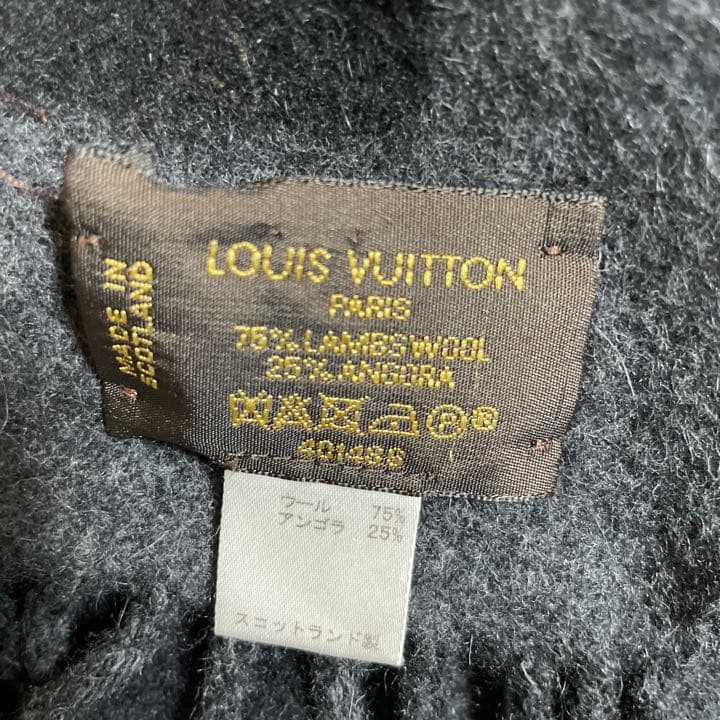 MADE IN
SCOTLAND
LOUIS VUITTON
PARIS
75% LAMBSWOOL
25% ANGORA
401486
ウール 75%
アンゴラ 25%
スコットランド製